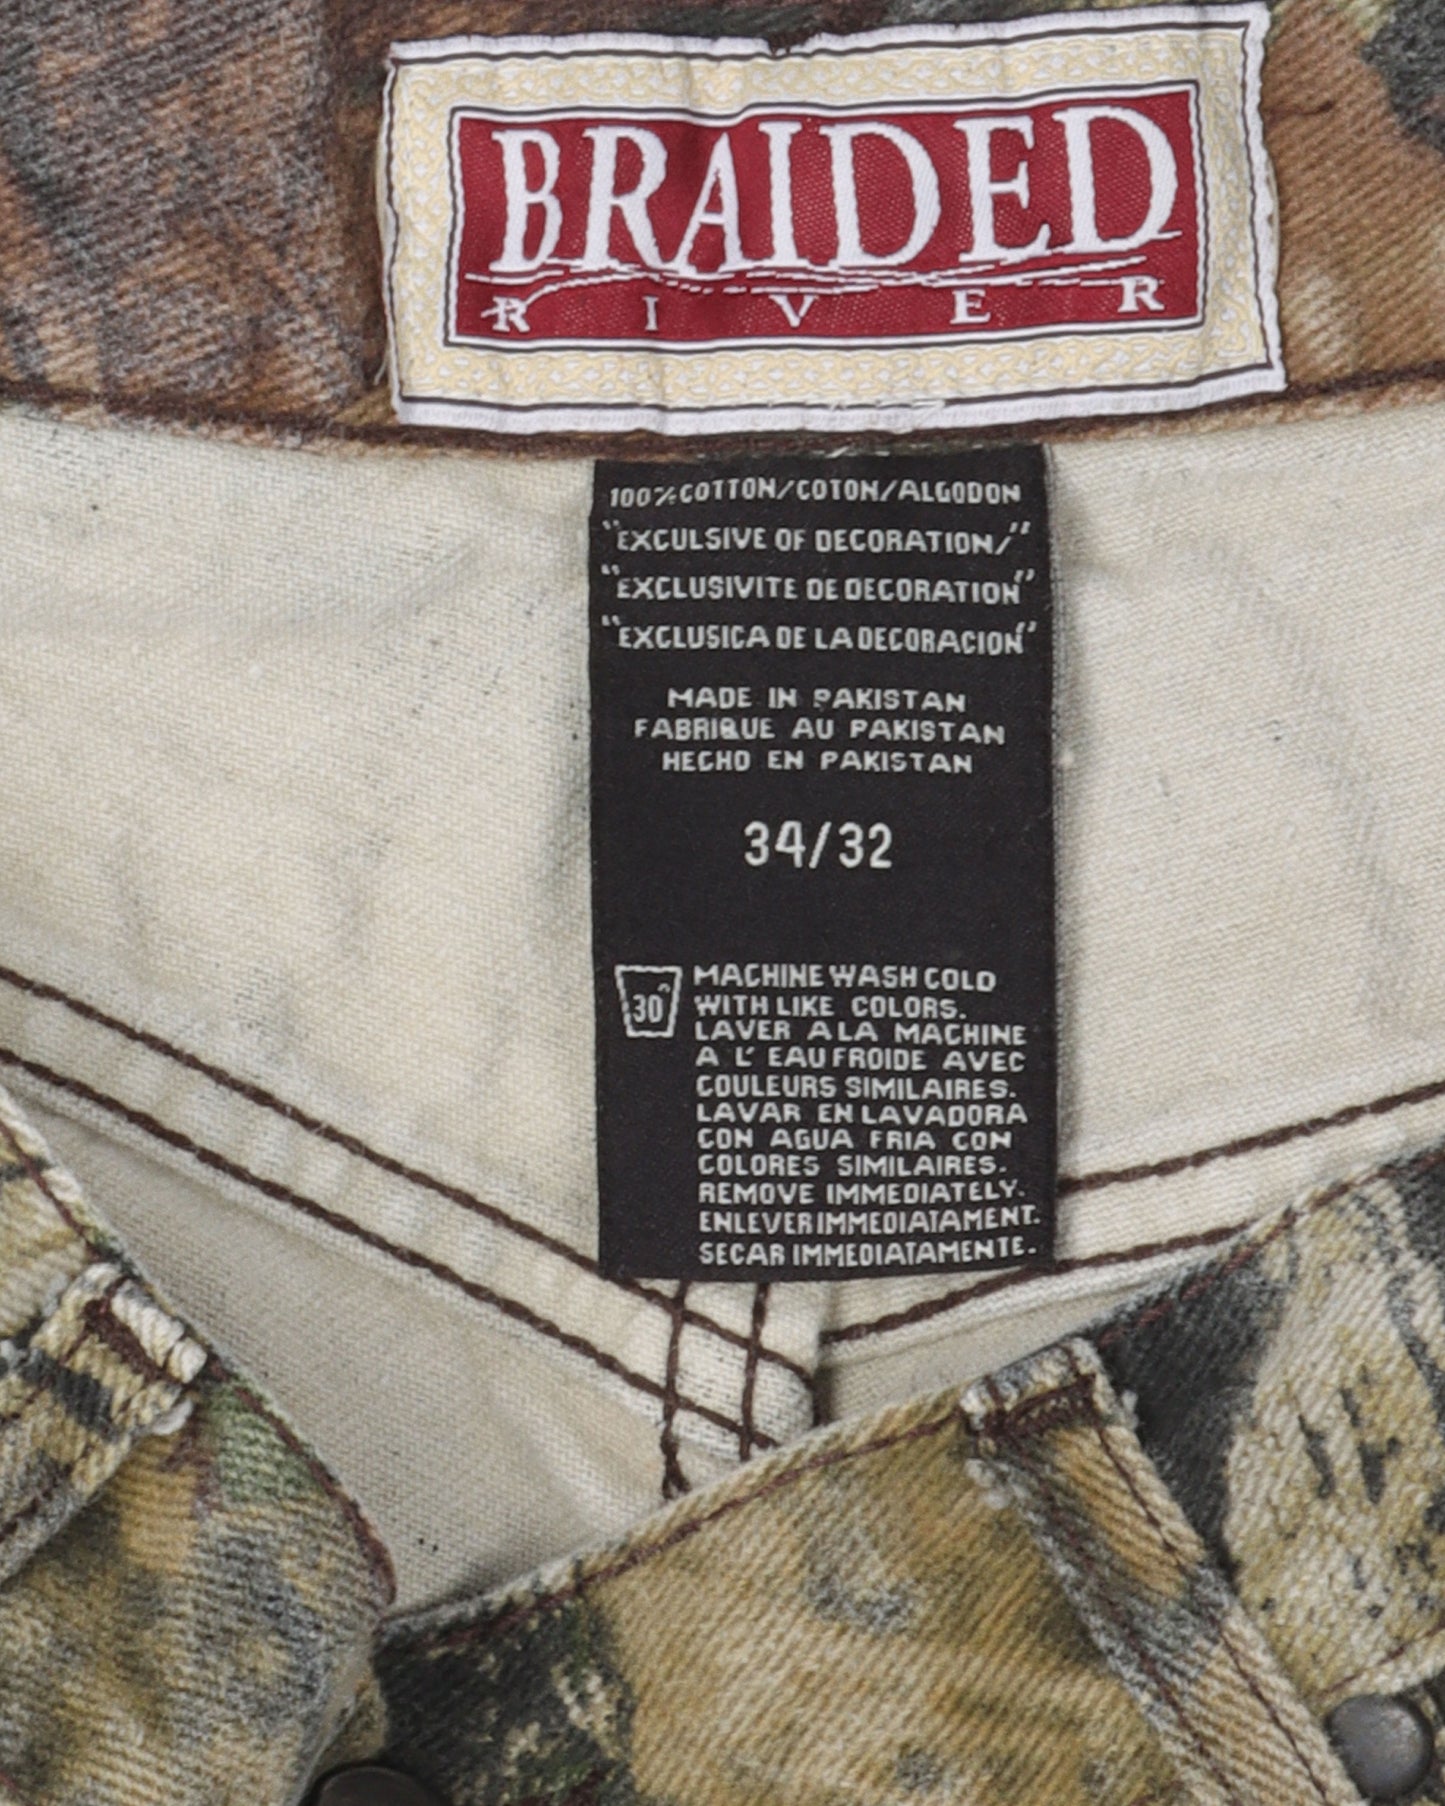 BRAIDED
RIVER
100% COTTON/COTON/ALGODON
"EXCULSIVE OF DECORATION/"
"EXCLUSIVITE DE DECORATION"
"EXCLUSICA DE LA DECORACION"
MADE IN PAKISTAN
FABRIQUE AU PAKISTAN
HECHO EN PAKISTAN
34/32
30°
MACHINE WASH COLD
WITH LIKE COLORS.
LAVER A LA MACHINE
A L' EAU FROIDE AVEC
COULEURS SIMILAIRES.
LAVAR EN LAVADORA
CON AGUA FRIA CON
COLORES SIMILAIRES.
REMOVE IMMEDIATELY.
ENLEVER IMMEDIATAMENT.
SECAR IMMEDIATAMENTE.